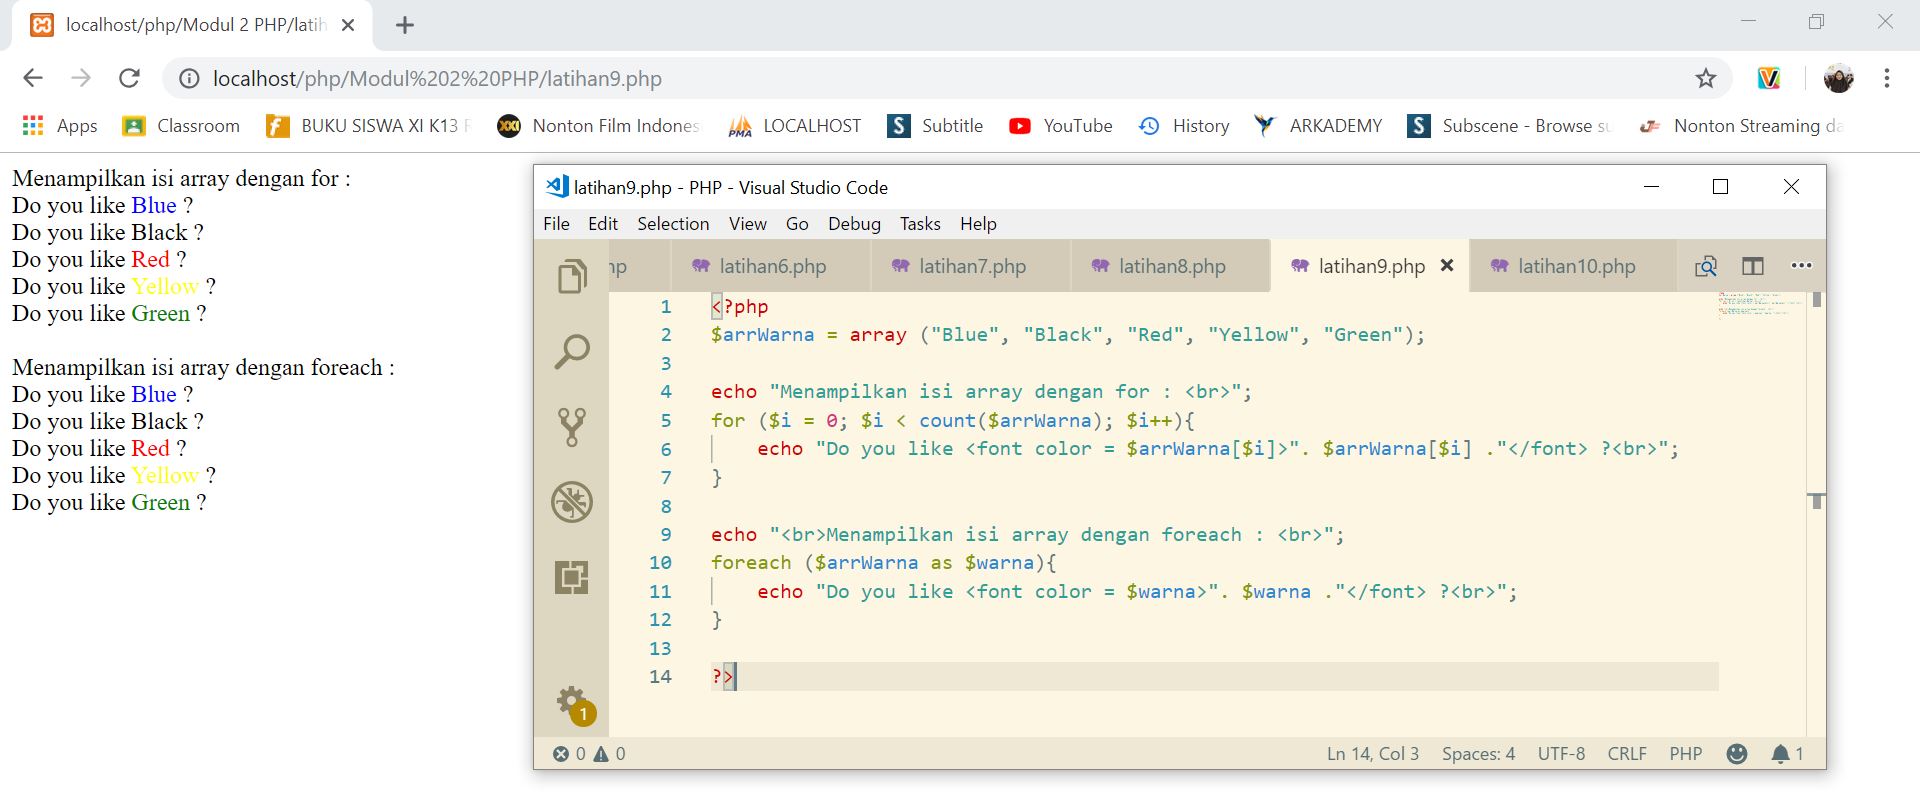 localhost/php/Modul 2 PHP/latih
localhost/php/Modul%202%20PHP/latihan9.php
Apps Classroom BUKU SISWA XI K13 Nonton Film Indones LOCALHOST Subtitle YouTube History ARKADEMY Subscene - Browse su Nonton Streaming da
Menampilkan isi array dengan for :
Do you like Blue ?
Do you like Black ?
Do you like Red ?
Do you like Yellow ?
Do you like Green ?
Menampilkan isi array dengan foreach :
Do you like Blue ?
Do you like Black ?
Do you like Red ?
Do you like Yellow ?
Do you like Green ?
latihan9.php - PHP - Visual Studio Code
File Edit Selection View Go Debug Tasks Help
hp latihan6.php latihan7.php latihan8.php latihan9.php latihan10.php
1 <?php
2 $arrWarna = array ("Blue", "Black", "Red", "Yellow", "Green");
3
4 echo "Menampilkan isi array dengan for : <br>";
5 for ($i = 0; $i < count($arrWarna); $i++){
6 echo "Do you like <font color = $arrWarna[$i]>". $arrWarna[$i] ."</font> ?<br>";
7 }
8
9 echo "<br>Menampilkan isi array dengan foreach : <br>";
10 foreach ($arrWarna as $warna){
11 echo "Do you like <font color = $warna>". $warna ."</font> ?<br>";
12 }
13
14 ?>
1
0 0 Ln 14, Col 3 Spaces: 4 UTF-8 CRLF PHP 1